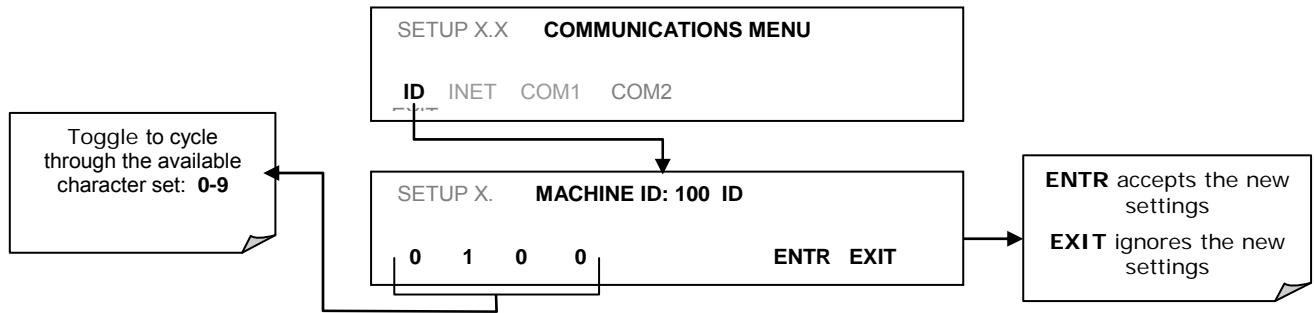 SETUP X.X COMMUNICATIONS MENU
ID INET COM1 COM2
EXIT
Toggle to cycle
through the available
character set: 0-9
SETUP X. MACHINE ID: 100 ID
0 1 0 0 ENTR EXIT
ENTR accepts the new
settings
EXIT ignores the new
settings